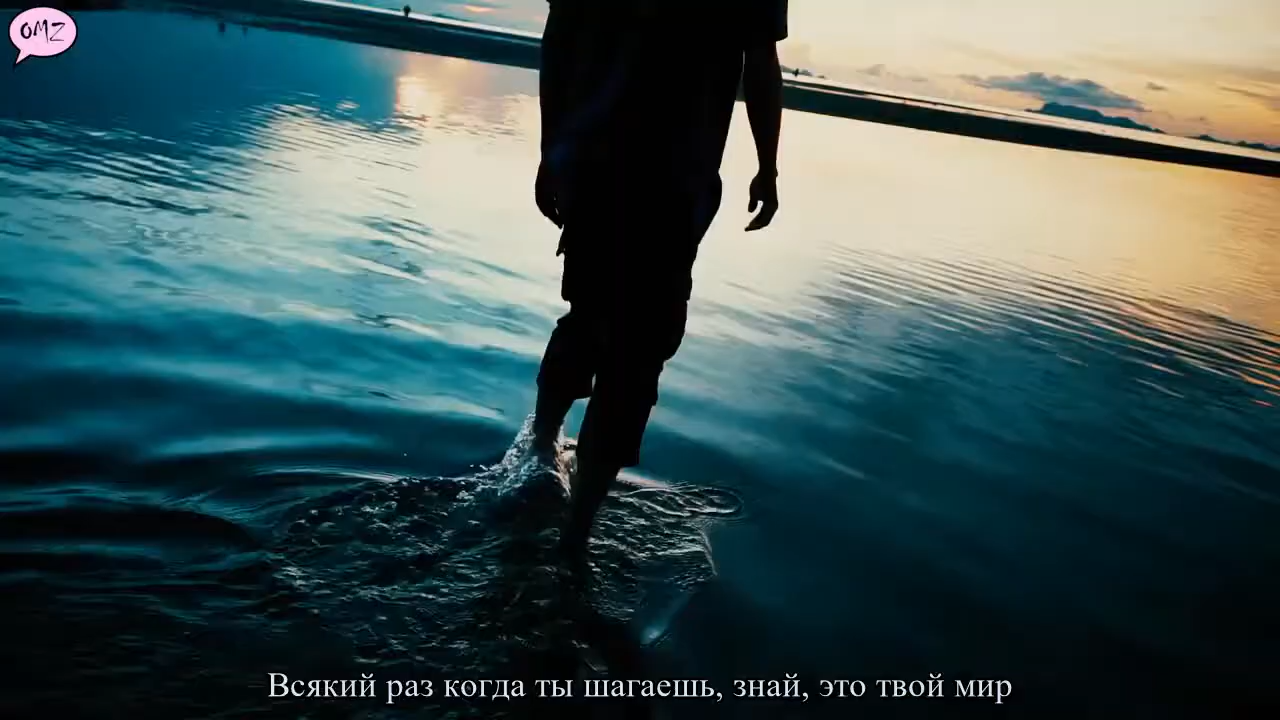 OMZ
Всякий раз когда ты шагаешь, знай, это твой мир